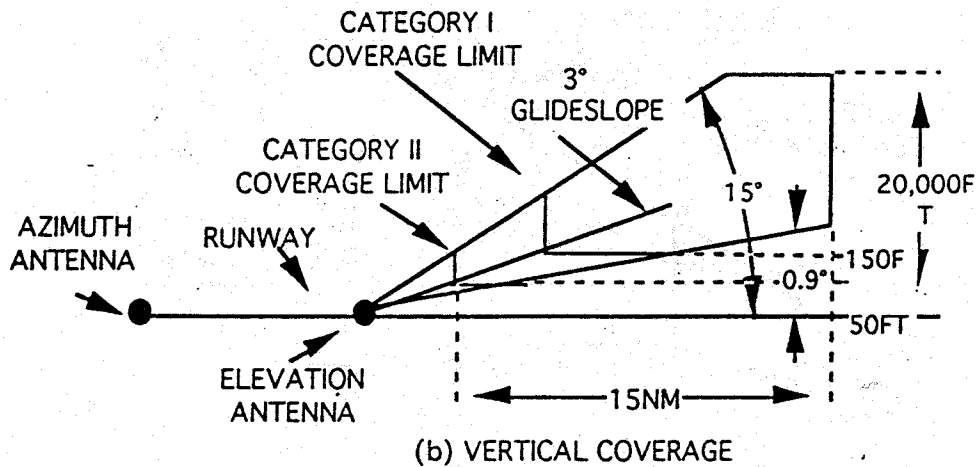 CATEGORY I
COVERAGE LIMIT
3°
GLIDESLOPE
CATEGORY II
COVERAGE LIMIT
15°
20,000F
T
AZIMUTH
ANTENNA
RUNWAY
150F
0.9°
50FT
ELEVATION
ANTENNA
15NM
(b) VERTICAL COVERAGE